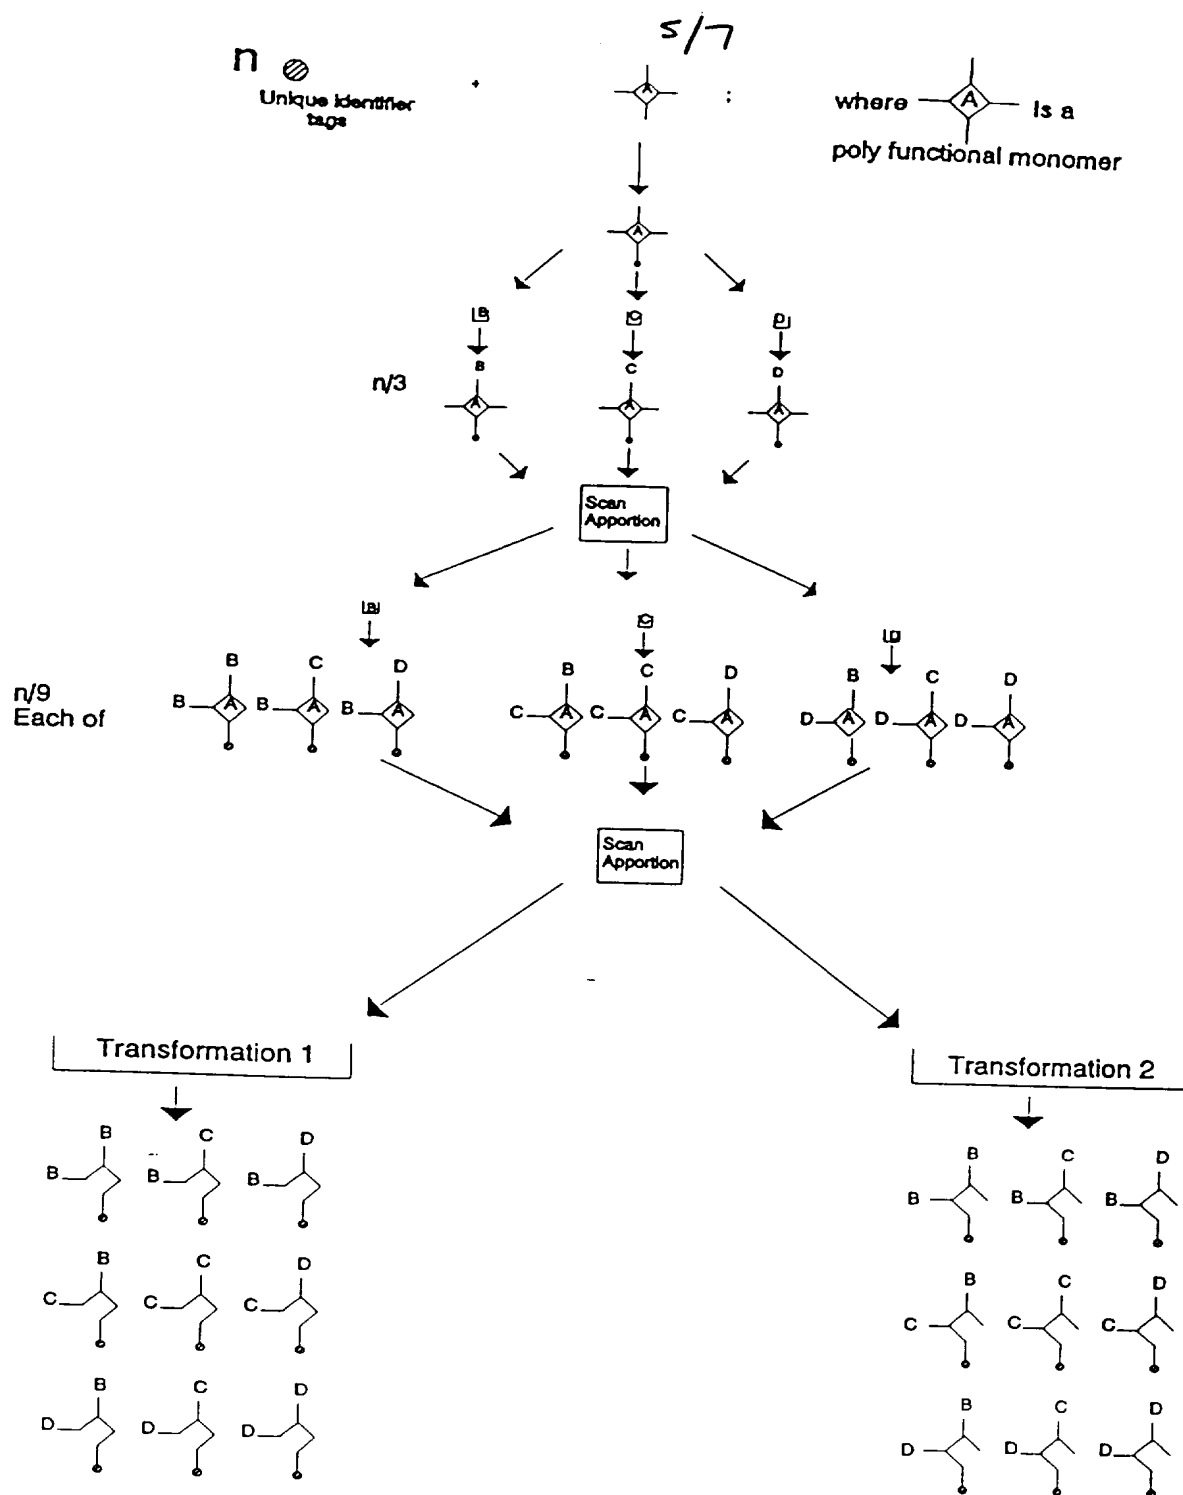 5/7
n
Unique identifier
tags
+
A
:
where A is a
poly functional monomer
A
B C D
n/3
B C D
A A A
Scan
Apportion
B C D
n/9
Each of
B C D B C D B C D
B A B A B A C A C A C A D A D A D A
Scan
Apportion
Transformation 1
Transformation 2
B C D
B B B
B C D
C C C
B C D
D D D
B C D
B B B
B C D
C C C
B C D
D D D